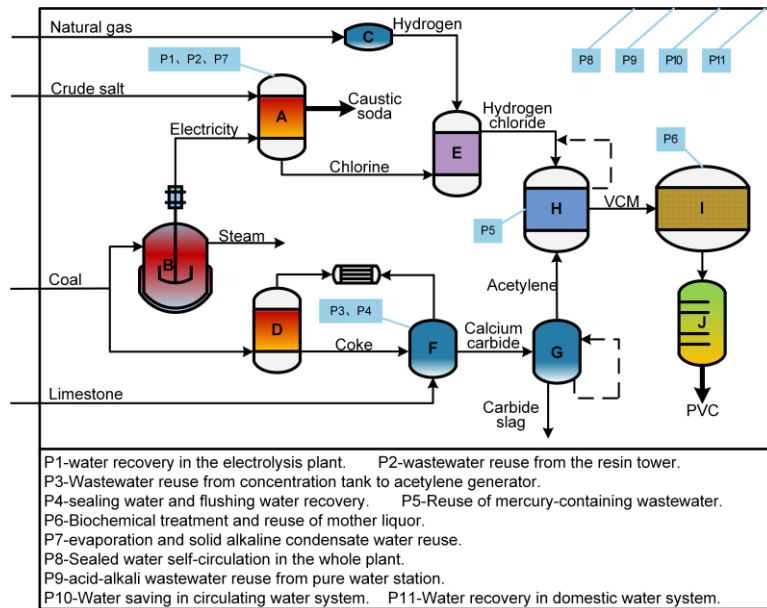 Natural gas
C
Hydrogen
P8
P9
P10
P11
P1、P2、P7
Crude salt
A
Caustic
soda
Hydrogen
chloride
Electricity
E
P6
Chlorine
H
VCM
I
P5
B
Steam
Coal
Acetylene
D
P3、P4
Coke
F
Calcium
carbide
G
J
Limestone
Carbide
slag
PVC
P1-water recovery in the electrolysis plant. P2-wastewater reuse from the resin tower.
P3-Wastewater reuse from concentration tank to acetylene generator.
P4-sealing water and flushing water recovery. P5-Reuse of mercury-containing wastewater.
P6-Biochemical treatment and reuse of mother liquor.
P7-evaporation and solid alkaline condensate water reuse.
P8-Sealed water self-circulation in the whole plant.
P9-acid-alkali wastewater reuse from pure water station.
P10-Water saving in circulating water system. P11-Water recovery in domestic water system.